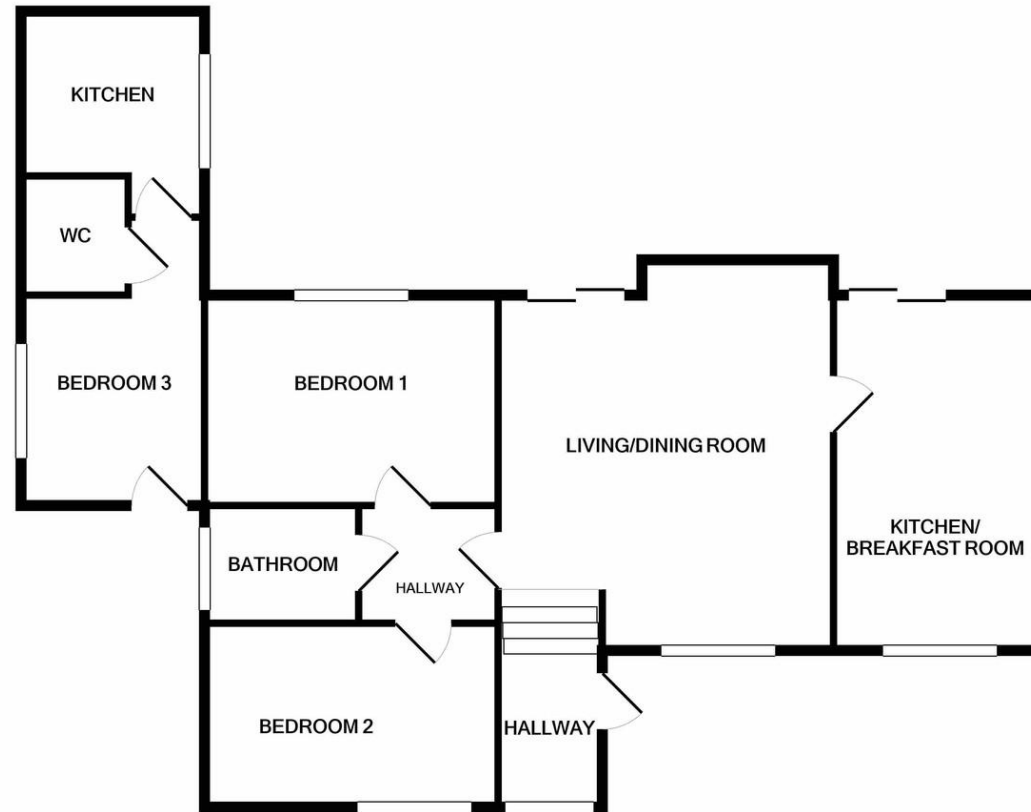 KITCHEN
WC
BEDROOM 3
BEDROOM 1
LIVING/DINING ROOM
KITCHEN/
BREAKFAST ROOM
BATHROOM
HALLWAY
BEDROOM 2
HALLWAY